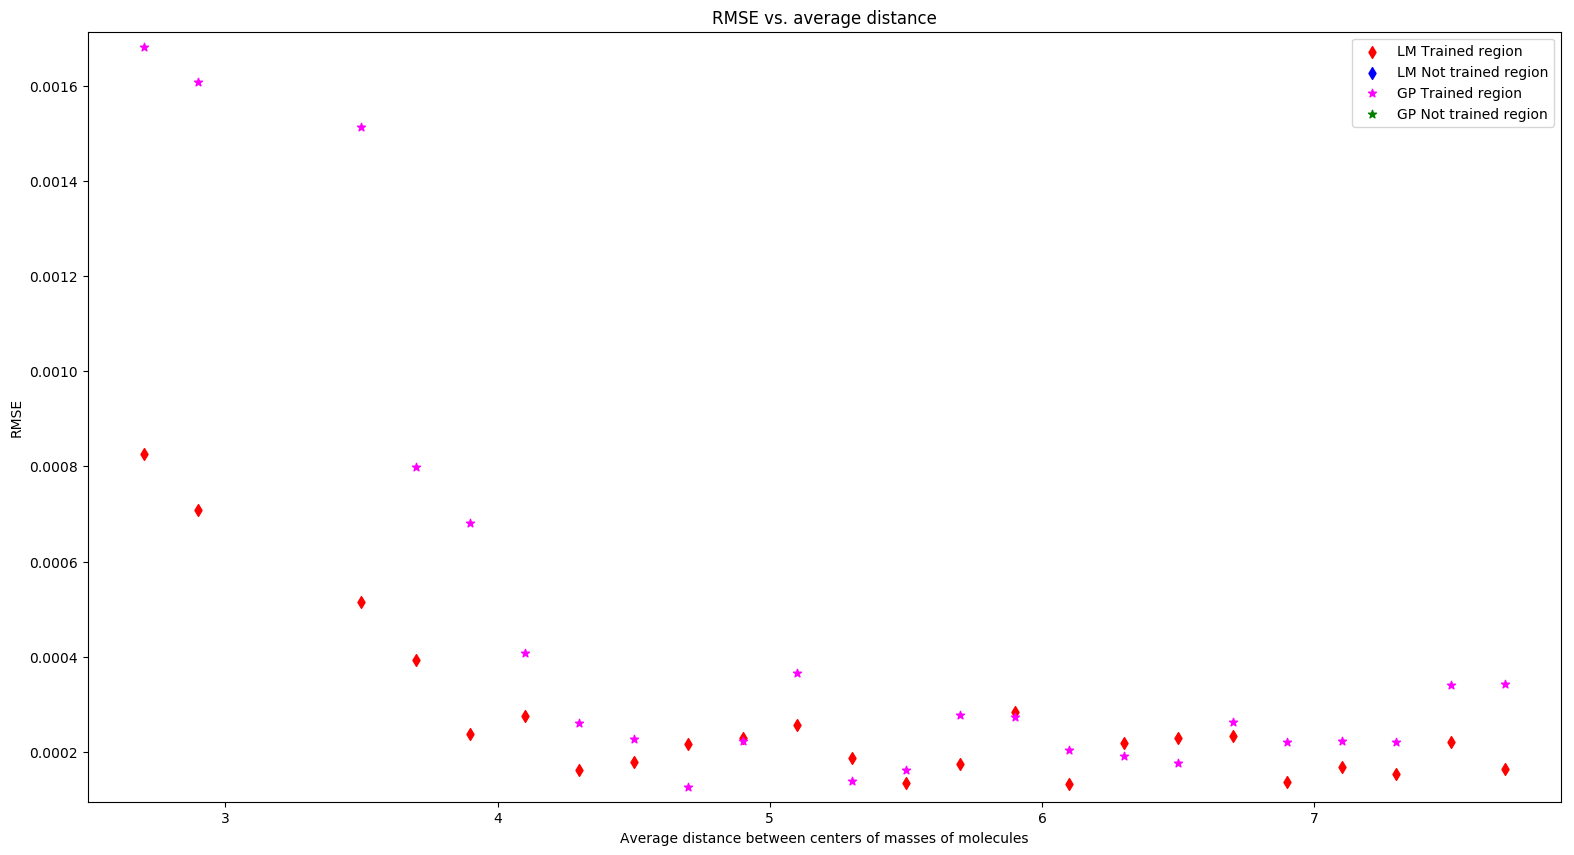 RMSE vs. average distance
LM Trained region
LM Not trained region
GP Trained region
GP Not trained region
0.0016
0.0014
0.0012
0.0010
0.0008
0.0006
0.0004
0.0002
RMSE
3 4 5 6 7
Average distance between centers of masses of molecules